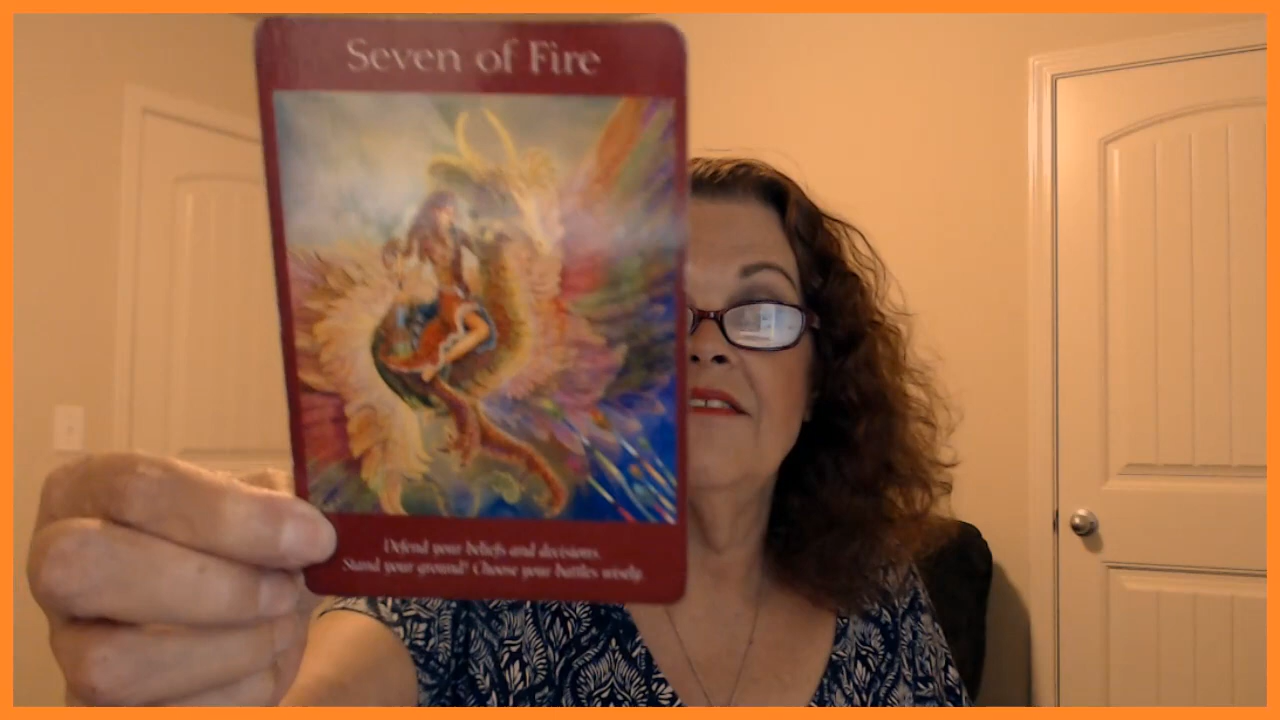 Seven of Fire
Defend your beliefs and decisions.
Stand your ground! Choose your battles wisely.